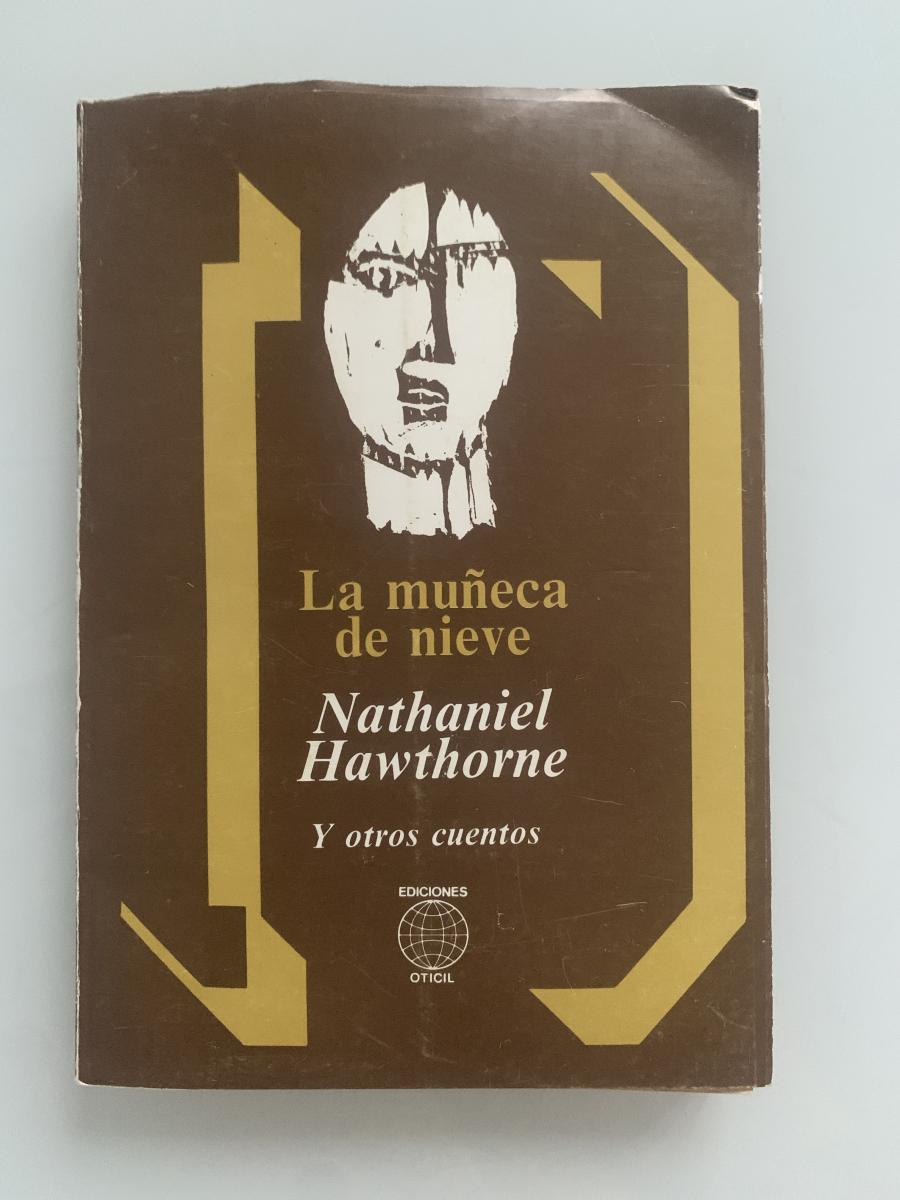 La muñeca
de nieve
Nathaniel
Hawthorne
Y otros cuentos
EDICIONES
OTICIL